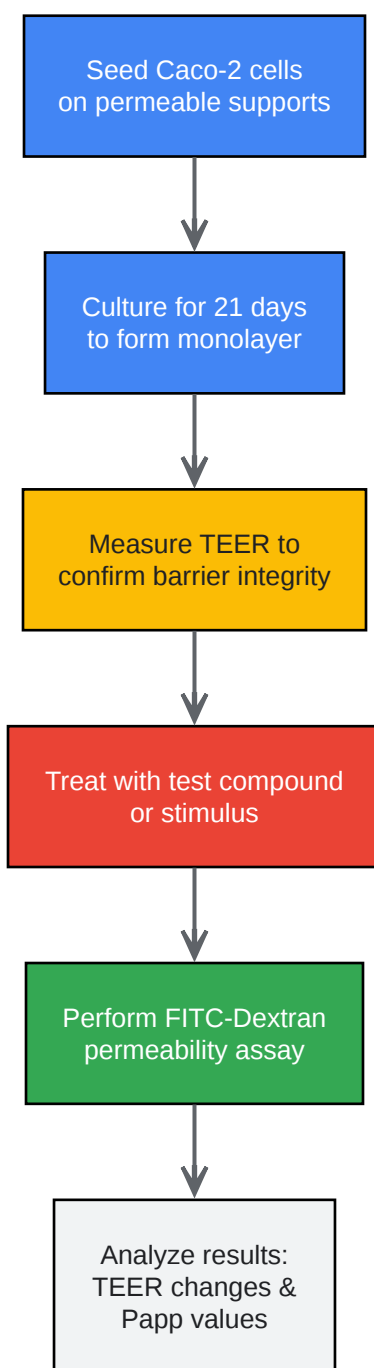 Seed Caco-2 cells
on permeable supports
Culture for 21 days
to form monolayer
Measure TEER to
confirm barrier integrity
Treat with test compound
or stimulus
Perform FITC-Dextran
permeability assay
Analyze results:
TEER changes &
Papp values